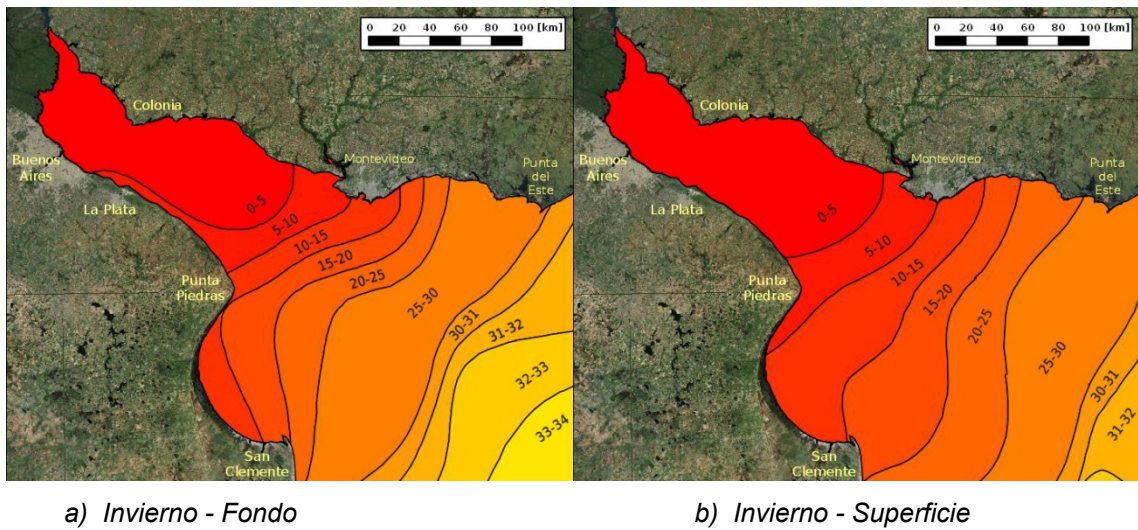 0 20 40 60 80 100 [km]
Colonia
Buenos
Aires
Montevideo
Punta
del
Este
La Plata
0-5
5-10
10-15
15-20
20-25
Punta
Piedras
25-30
30-31
31-32
32-33
33-34
San
Clemente
a) Invierno - Fondo
0 20 40 60 80 100 [km]
Colonia
Buenos
Aires
Montevideo
Punta
del
Este
La Plata
0-5
5-10
10-15
15-20
20-25
Punta
Piedras
25-30
30-31
31-32
San
Clemente
b) Invierno - Superficie